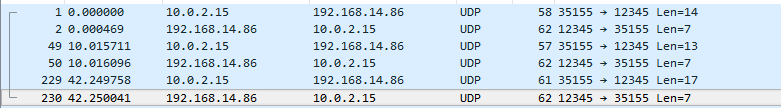 1 0.000000 10.0.2.15 192.168.14.86 UDP 58 35155 → 12345 Len=14
2 0.000469 192.168.14.86 10.0.2.15 UDP 62 12345 → 35155 Len=7
49 10.015711 10.0.2.15 192.168.14.86 UDP 57 35155 → 12345 Len=13
50 10.016096 192.168.14.86 10.0.2.15 UDP 62 12345 → 35155 Len=7
229 42.249758 10.0.2.15 192.168.14.86 UDP 61 35155 → 12345 Len=17
230 42.250041 192.168.14.86 10.0.2.15 UDP 62 12345 → 35155 Len=7